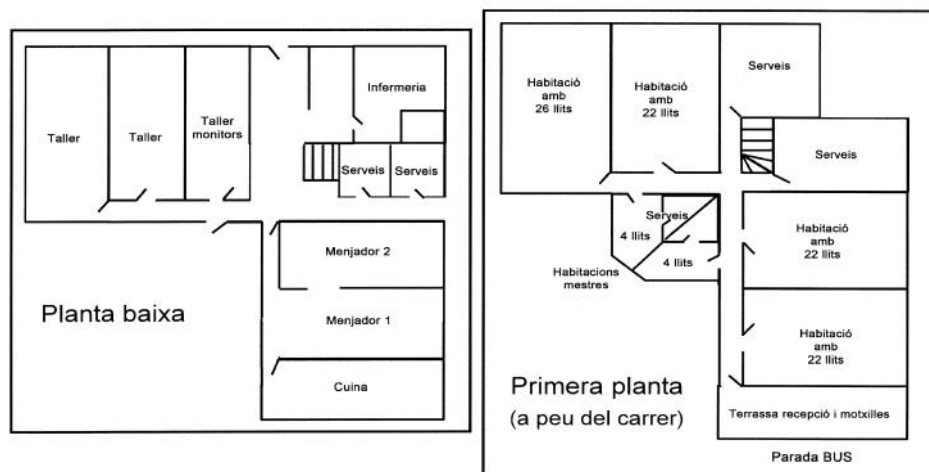 Taller
Taller
Taller
monitors
Infermeria
Serveis
Serveis
Menjador 2
Menjador 1
Cuina
Planta baixa
Habitació
amb
26 llits
Habitació
amb
22 llits
Serveis
Serveis
Serveis
4 llits
4 llits
Habitacions
mestres
Habitació
amb
22 llits
Habitació
amb
22 llits
Primera planta
(a peu del carrer)
Terrassa recepció i motxilles
Parada BUS